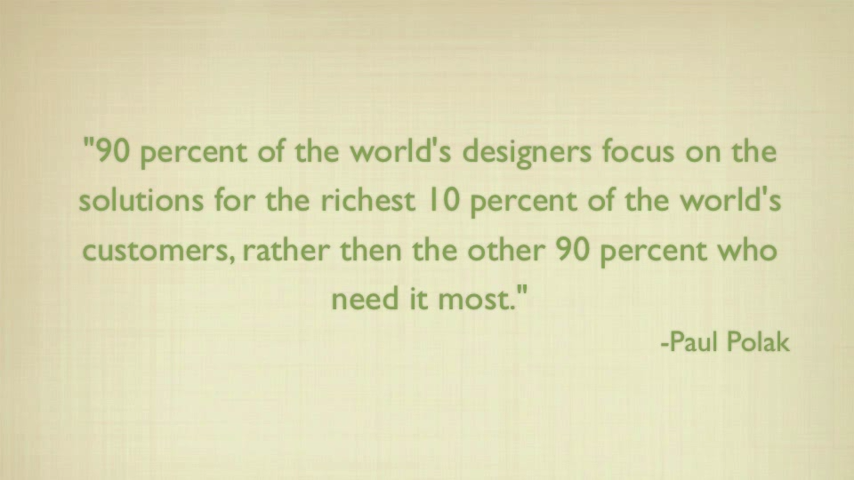 "90 percent of the world's designers focus on the
solutions for the richest 10 percent of the world's
customers, rather then the other 90 percent who
need it most."
-Paul Polak